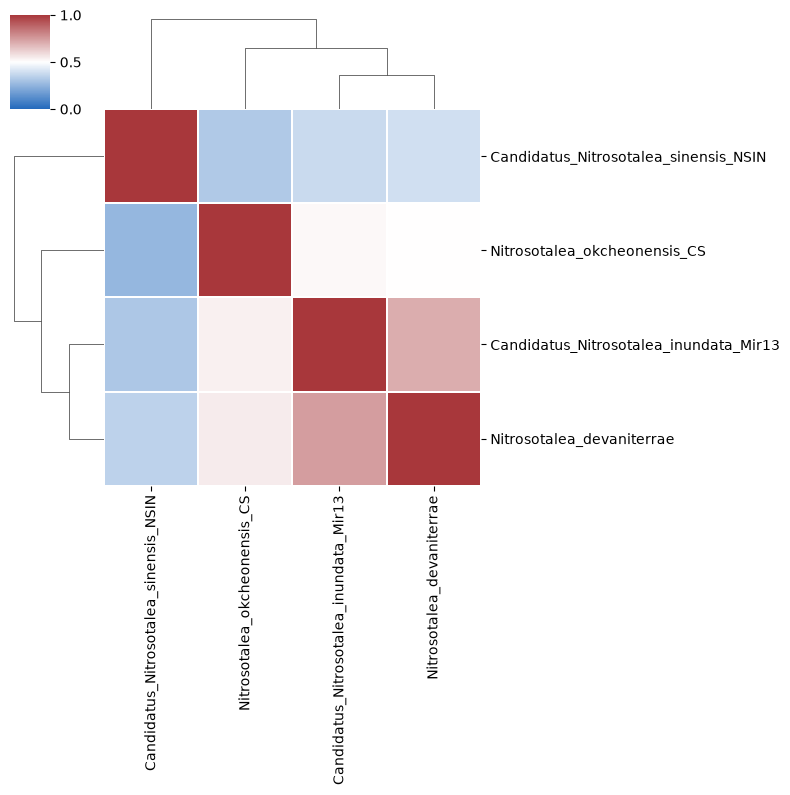 1.0
0.5
0.0
Candidatus_Nitrosotalea_sinensis_NSIN
Nitrosotalea_okcheonensis_CS
Candidatus_Nitrosotalea_inundata_Mir13
Nitrosotalea_devaniterrae
Candidatus_Nitrosotalea_sinensis_NSIN
Nitrosotalea_okcheonensis_CS
Candidatus_Nitrosotalea_inundata_Mir13
Nitrosotalea_devaniterrae